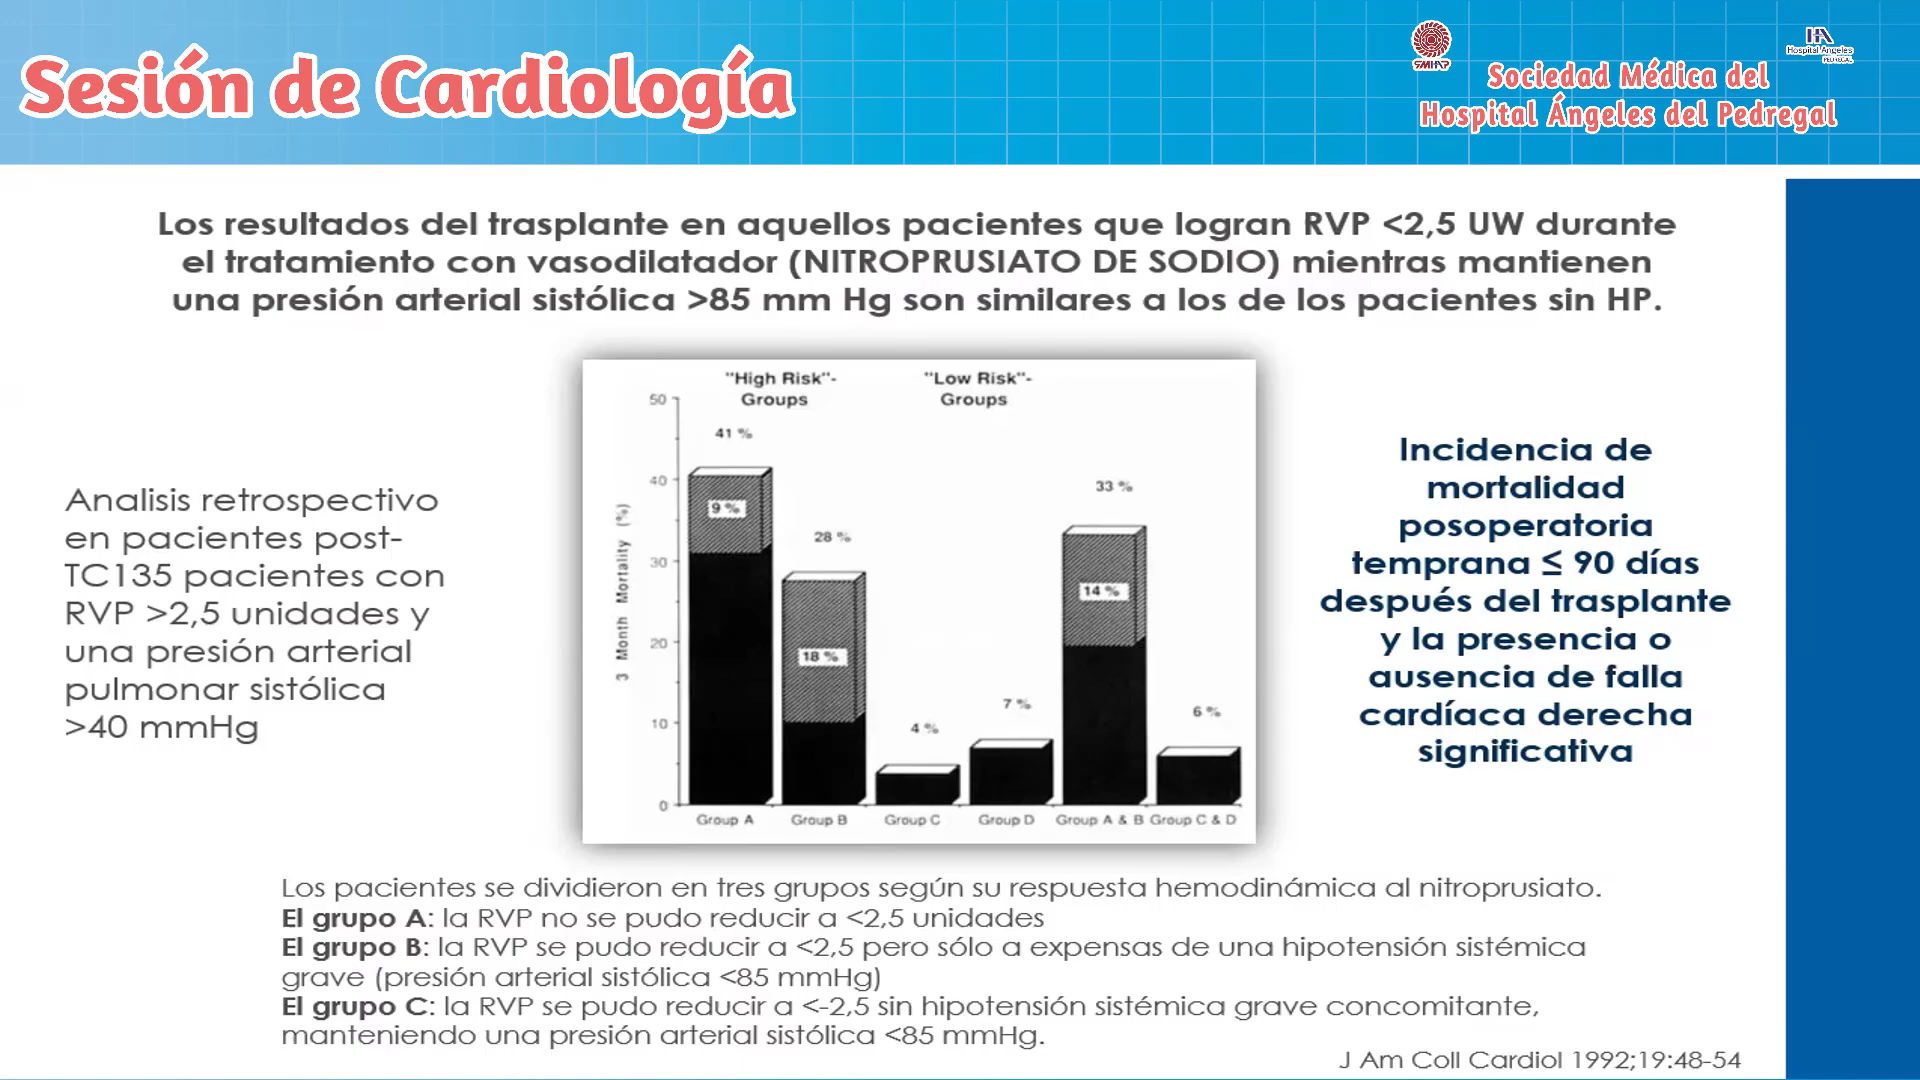 Sesión de Cardiología
SMHAP
Hospital Angeles
PEDREGAL
Sociedad Médica del
Hospital Ángeles del Pedregal
Los resultados del trasplante en aquellos pacientes que logran RVP <2,5 UW durante
el tratamiento con vasodilatador (NITROPRUSIATO DE SODIO) mientras mantienen
una presión arterial sistólica >85 mm Hg son similares a los de los pacientes sin HP.
Analisis retrospectivo
en pacientes post-
TC135 pacientes con
RVP >2,5 unidades y
una presión arterial
pulmonar sistólica
>40 mmHg
"High Risk"-
Groups
"Low Risk"-
Groups
3 Month Mortality (%)
50
40
30
20
10
0
41 %
9 %
28 %
18 %
4 %
7 %
33 %
14 %
6 %
Group A
Group B
Group C
Group D
Group A & B
Group C & D
Incidencia de
mortalidad
posoperatoria
temprana ≤ 90 días
después del trasplante
y la presencia o
ausencia de falla
cardíaca derecha
significativa
Los pacientes se dividieron en tres grupos según su respuesta hemodinámica al nitroprusiato.
El grupo A: la RVP no se pudo reducir a <2,5 unidades
El grupo B: la RVP se pudo reducir a <2,5 pero sólo a expensas de una hipotensión sistémica
grave (presión arterial sistólica <85 mmHg)
El grupo C: la RVP se pudo reducir a <-2,5 sin hipotensión sistémica grave concomitante,
manteniendo una presión arterial sistólica <85 mmHg.
J Am Coll Cardiol 1992;19:48-54